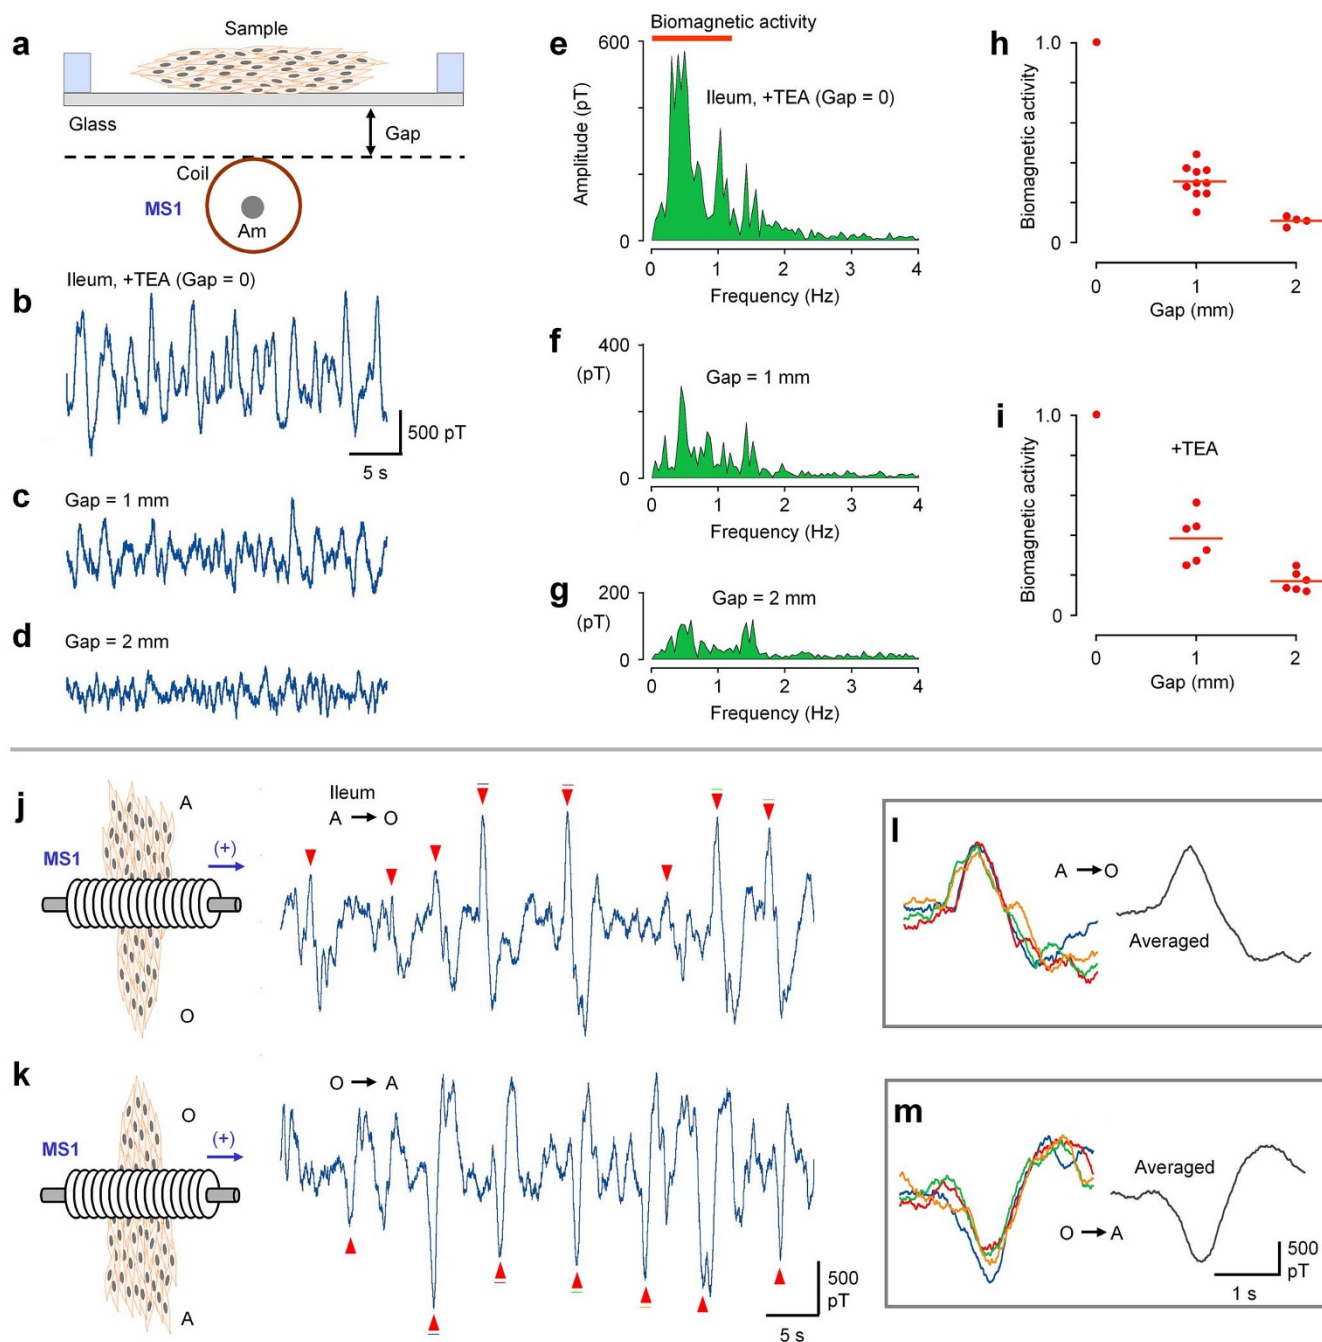 a
Sample
Glass
Gap
Coil
MS1
Am
b
Ileum, +TEA (Gap = 0)
500 pT
5 s
c
Gap = 1 mm
d
Gap = 2 mm
e
Biomagnetic activity
600
Amplitude (pT)
Ileum, +TEA (Gap = 0)
0
0 1 2 3 4
Frequency (Hz)
f
400
(pT)
Gap = 1 mm
0
0 1 2 3 4
Frequency (Hz)
g
200
(pT)
Gap = 2 mm
0
0 1 2 3 4
Frequency (Hz)
h
1.0
Biomagnetic activity
0
0 1 2
Gap (mm)
i
1.0
Biomagnetic activity
+TEA
0
0 1 2
Gap (mm)
j
A
MS1
(+)
O
Ileum
A → O
k
O
MS1
(+)
A
O → A
500
pT
5 s
l
A → O
Averaged
m
Averaged
O → A
500
pT
1 s